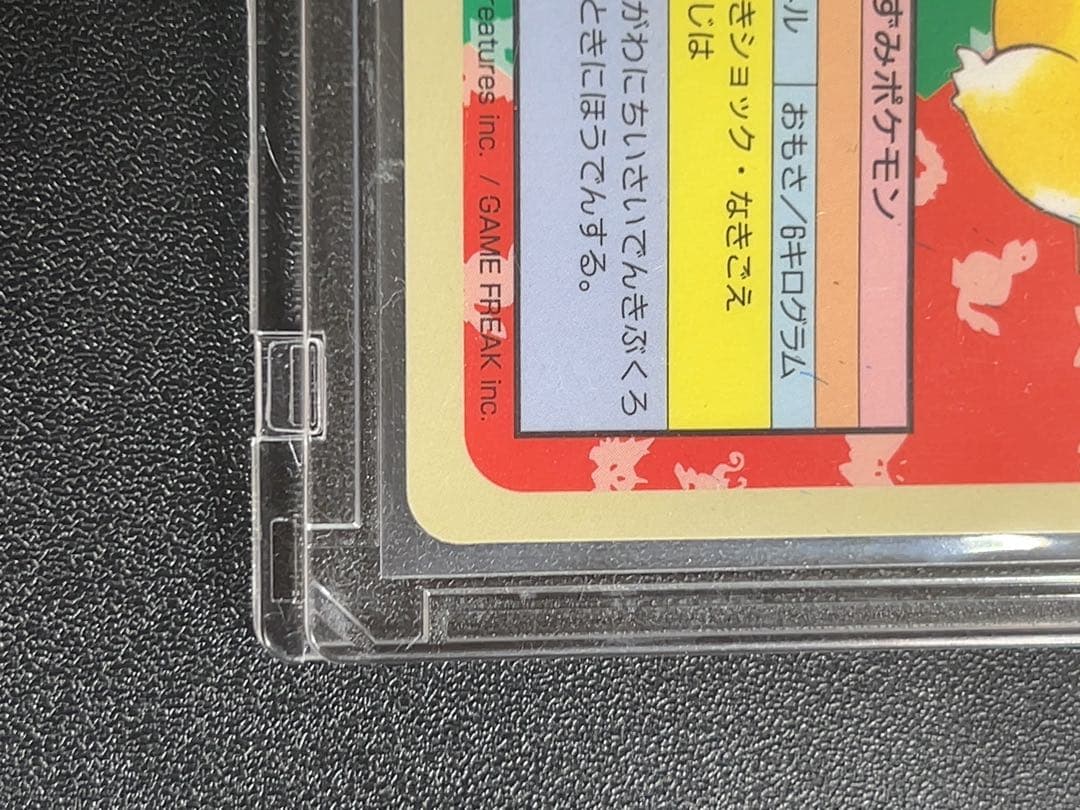 ずみポケモン
ル
おもさ/6キログラム
きショック・なきごえ
じは
がわにちいさいでんきぶくろ
ときにほうでんする。
reatures inc. / GAME FREAK inc.